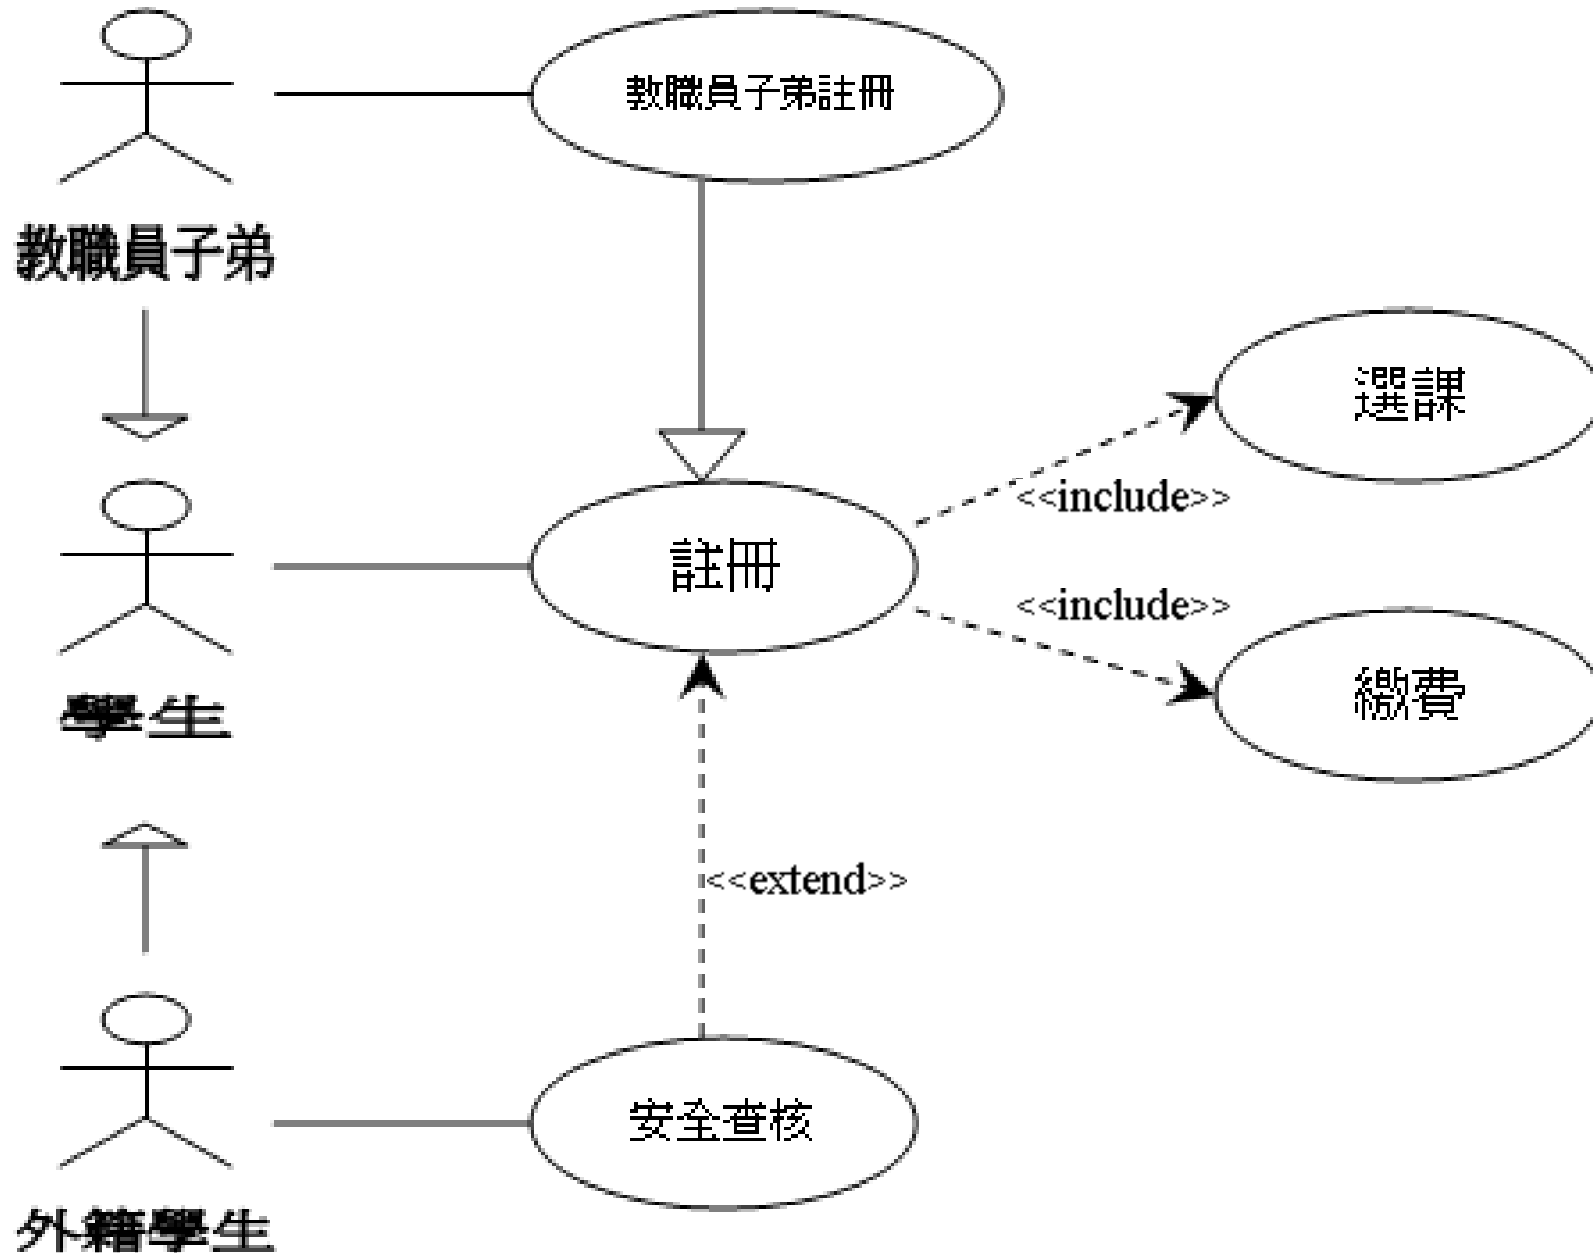 教職員子弟註冊
教職員子弟
選課
<<include>>
註冊
<<include>>
學生
繳費
<<extend>>
安全查核
外籍學生